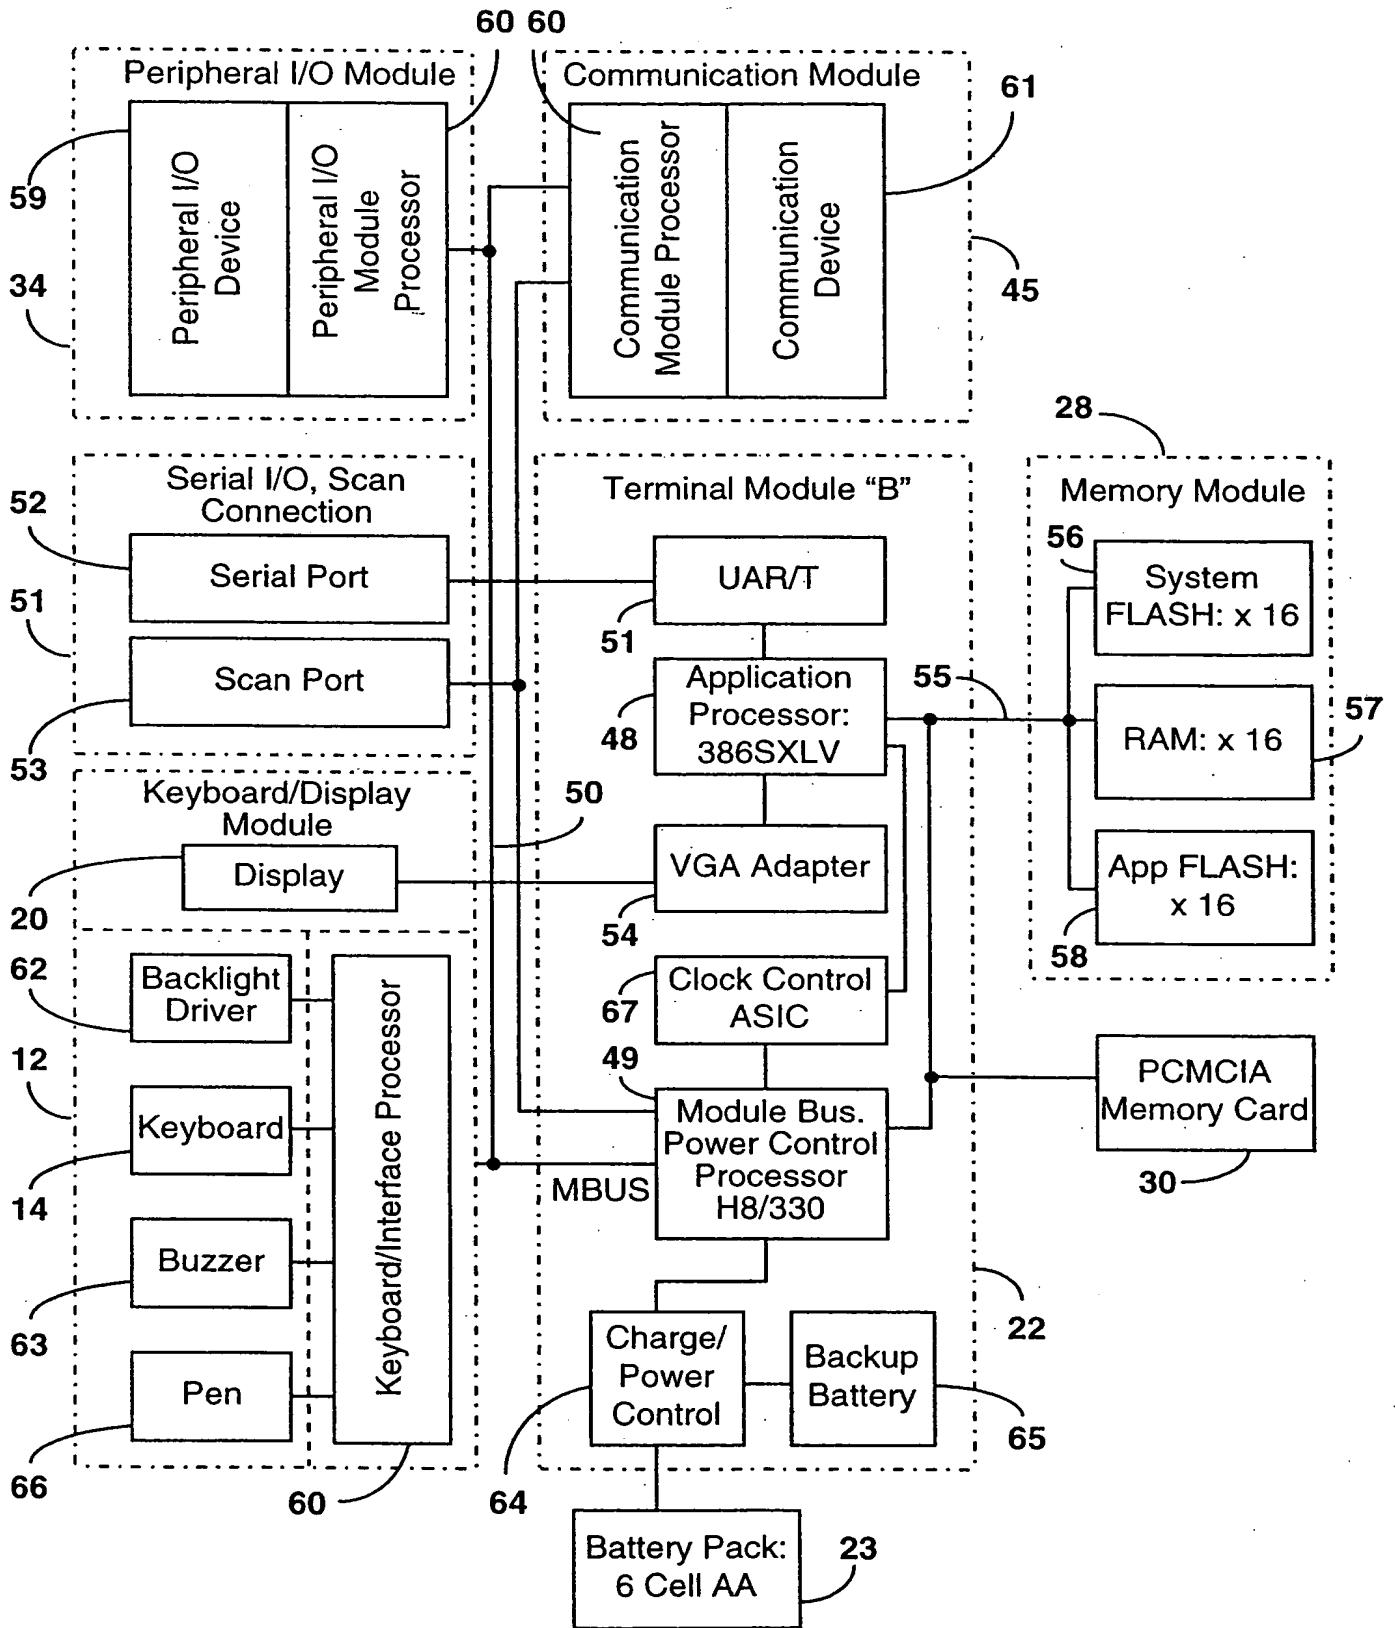 60 60
Peripheral I/O Module
Communication Module
61
Peripheral I/O
Device
Peripheral I/O
Module
Processor
Communication
Module Processor
Communication
Device
59
34
45
28
Serial I/O, Scan
Connection
52
Serial Port
51
Scan Port
53
Terminal Module “B”
UAR/T
51
Application
Processor:
386SXLV
48
55
Memory Module
56
System
FLASH: x 16
RAM: x 16
57
App FLASH:
x 16
58
Keyboard/Display
Module
50
Display
20
VGA Adapter
54
62
Backlight
Driver
Clock Control
ASIC
67
12
49
Keyboard
14
Module Bus.
Power Control
Processor
H8/330
MBUS
PCMCIA
Memory Card
30
Keyboard/Interface Processor
Buzzer
63
22
Pen
66
60
Charge/
Power
Control
64
Backup
Battery
65
Battery Pack:
6 Cell AA
23